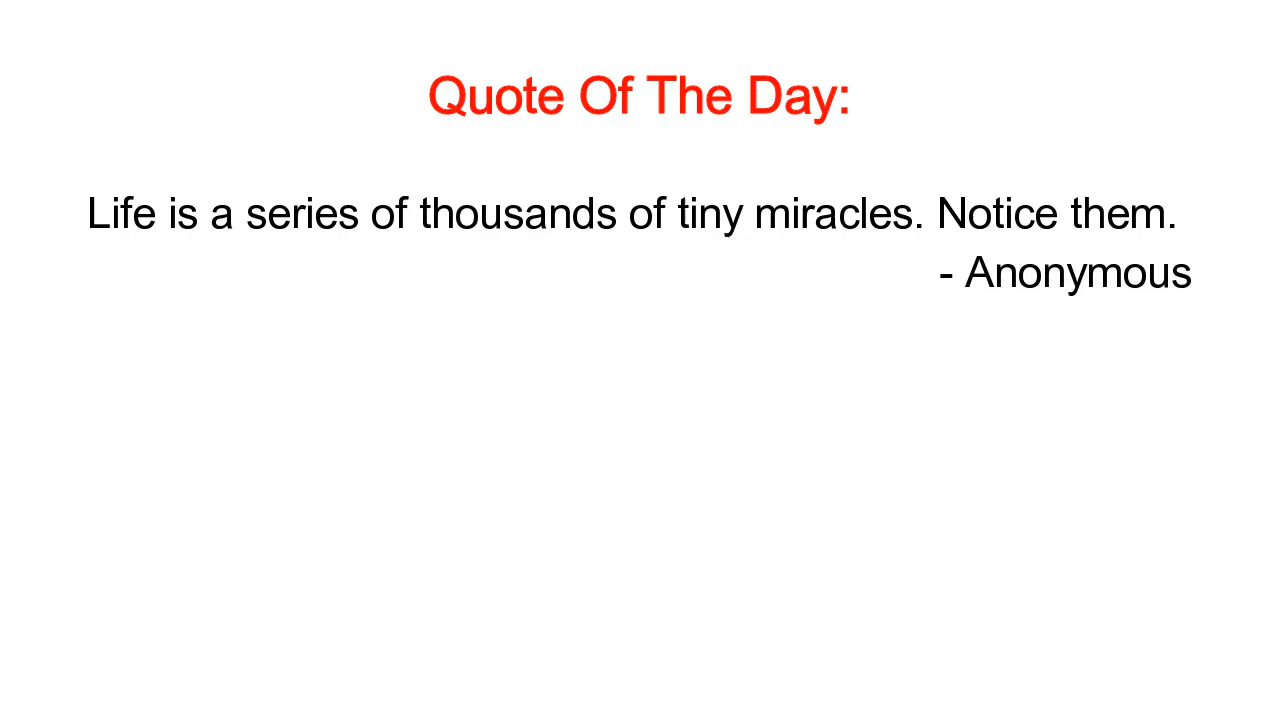 Quote Of The Day:
Life is a series of thousands of tiny miracles. Notice them.
- Anonymous